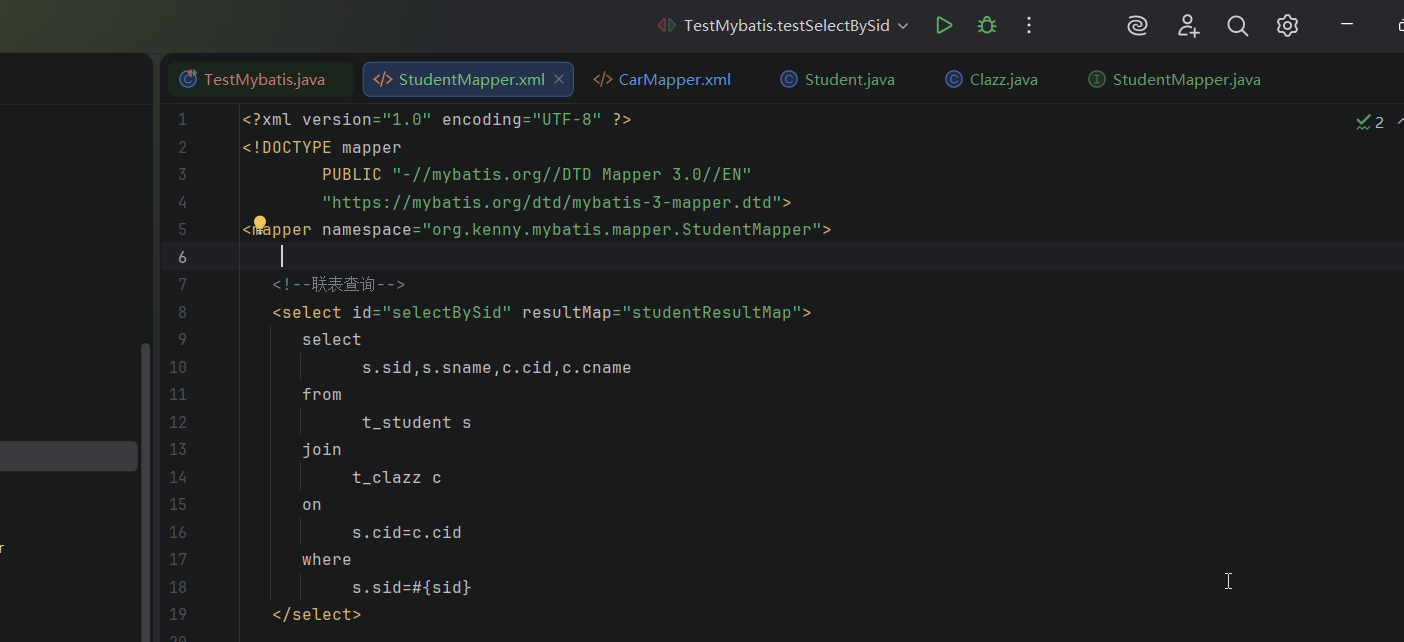 TestMybatis.testSelectBySid
TestMybatis.java
StudentMapper.xml
CarMapper.xml
Student.java
Clazz.java
StudentMapper.java
2
1 <?xml version="1.0" encoding="UTF-8" ?>
2 <!DOCTYPE mapper
3 PUBLIC "-//mybatis.org//DTD Mapper 3.0//EN"
4 "https://mybatis.org/dtd/mybatis-3-mapper.dtd">
5 <mapper namespace="org.kenny.mybatis.mapper.StudentMapper">
6
7 <!--联表查询-->
8 <select id="selectBySid" resultMap="studentResultMap">
9 select
10 s.sid,s.sname,c.cid,c.cname
11 from
12 t_student s
13 join
14 t_clazz c
15 on
16 s.cid=c.cid
17 where
18 s.sid=#{sid}
19 </select>